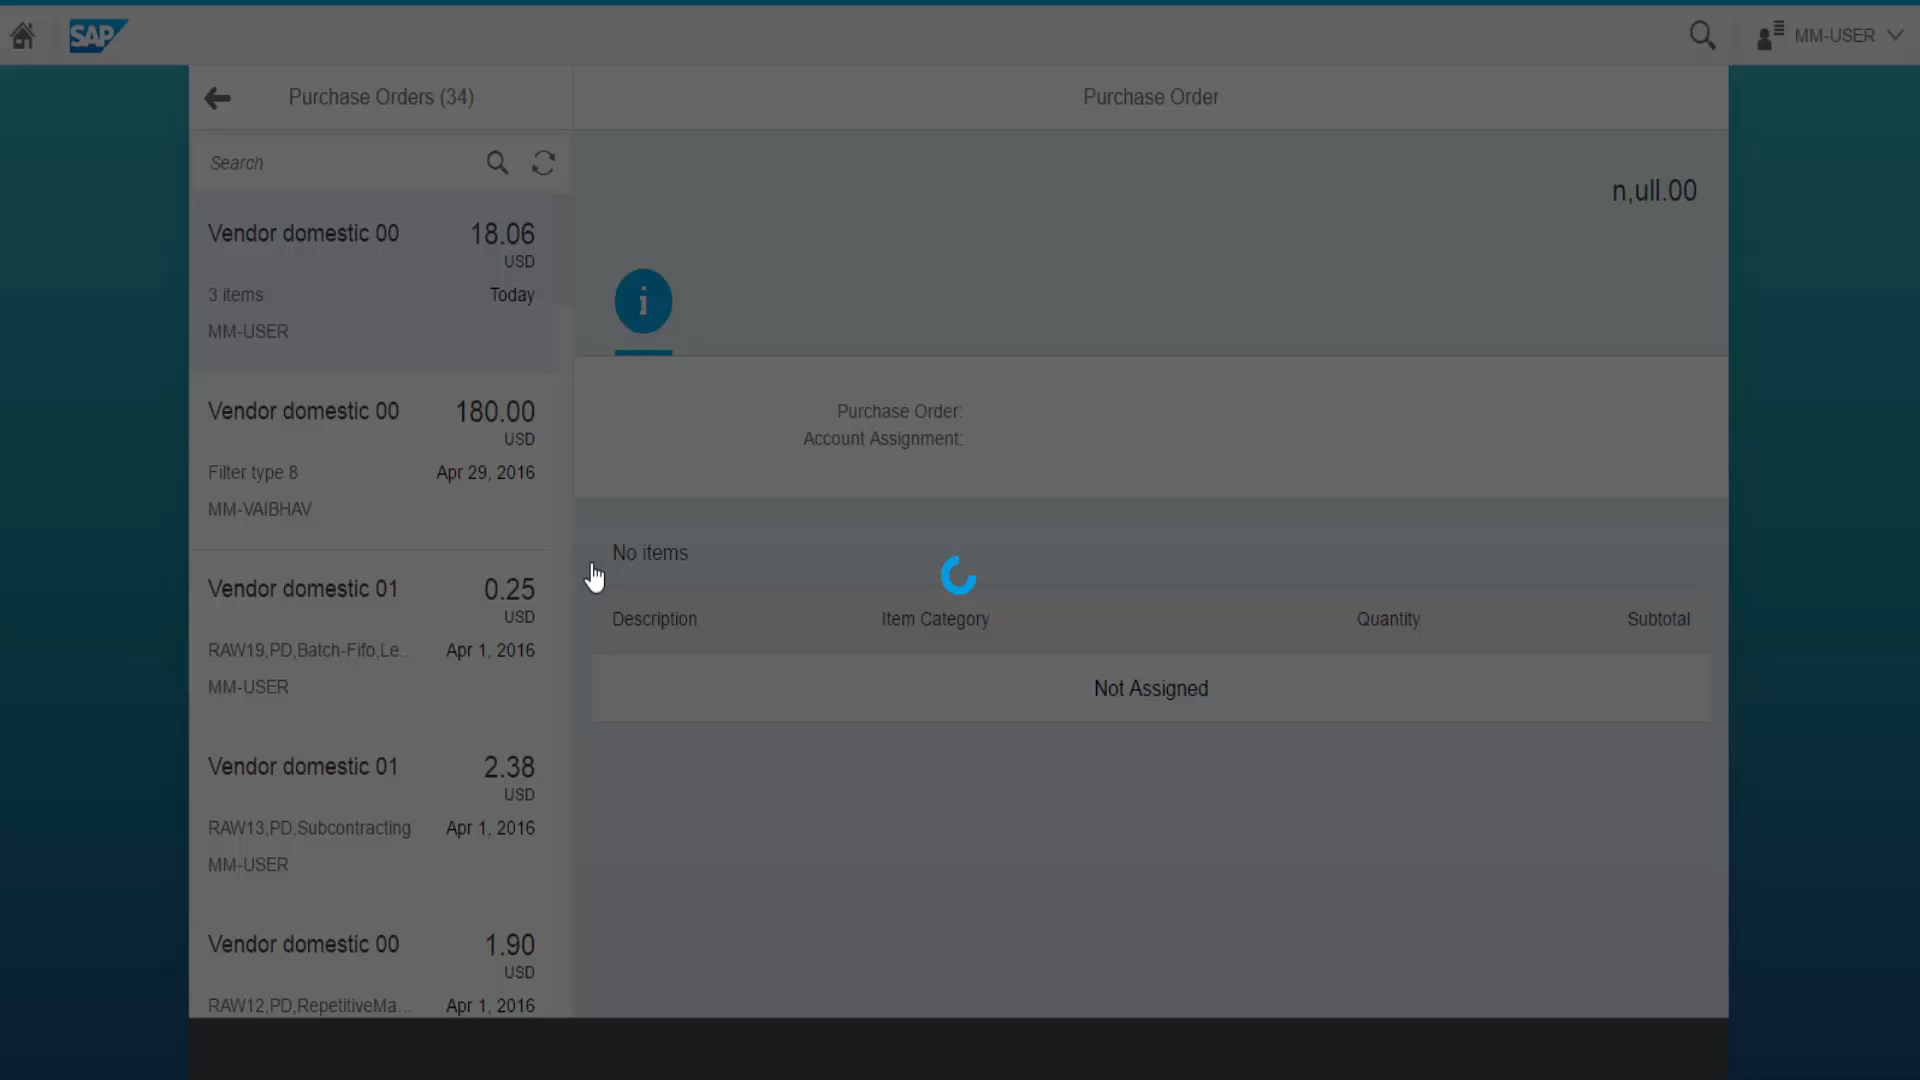 SAP
MM-USER
Purchase Orders (34)
Purchase Order
Search
n,ull.00
Vendor domestic 00 18.06
USD
3 items Today
MM-USER
Vendor domestic 00 180.00
USD
Filter type 8 Apr 29, 2016
MM-VAIBHAV
Vendor domestic 01 0.25
USD
RAW19,PD,Batch-Fifo,Le... Apr 1, 2016
MM-USER
Vendor domestic 01 2.38
USD
RAW13,PD,Subcontracting Apr 1, 2016
MM-USER
Vendor domestic 00 1.90
USD
RAW12,PD,RepetitiveMa... Apr 1, 2016
i
Purchase Order:
Account Assignment:
No items
Description Item Category Quantity Subtotal
Not Assigned